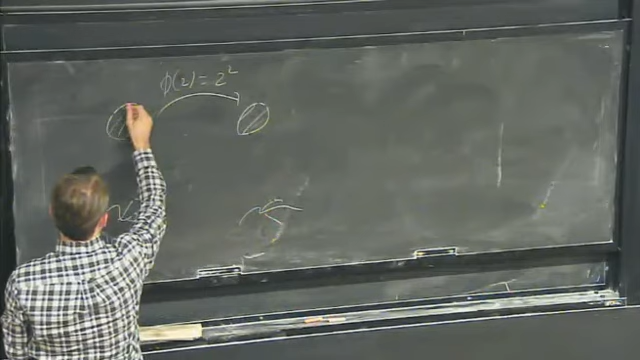 ϕ(z) = z²